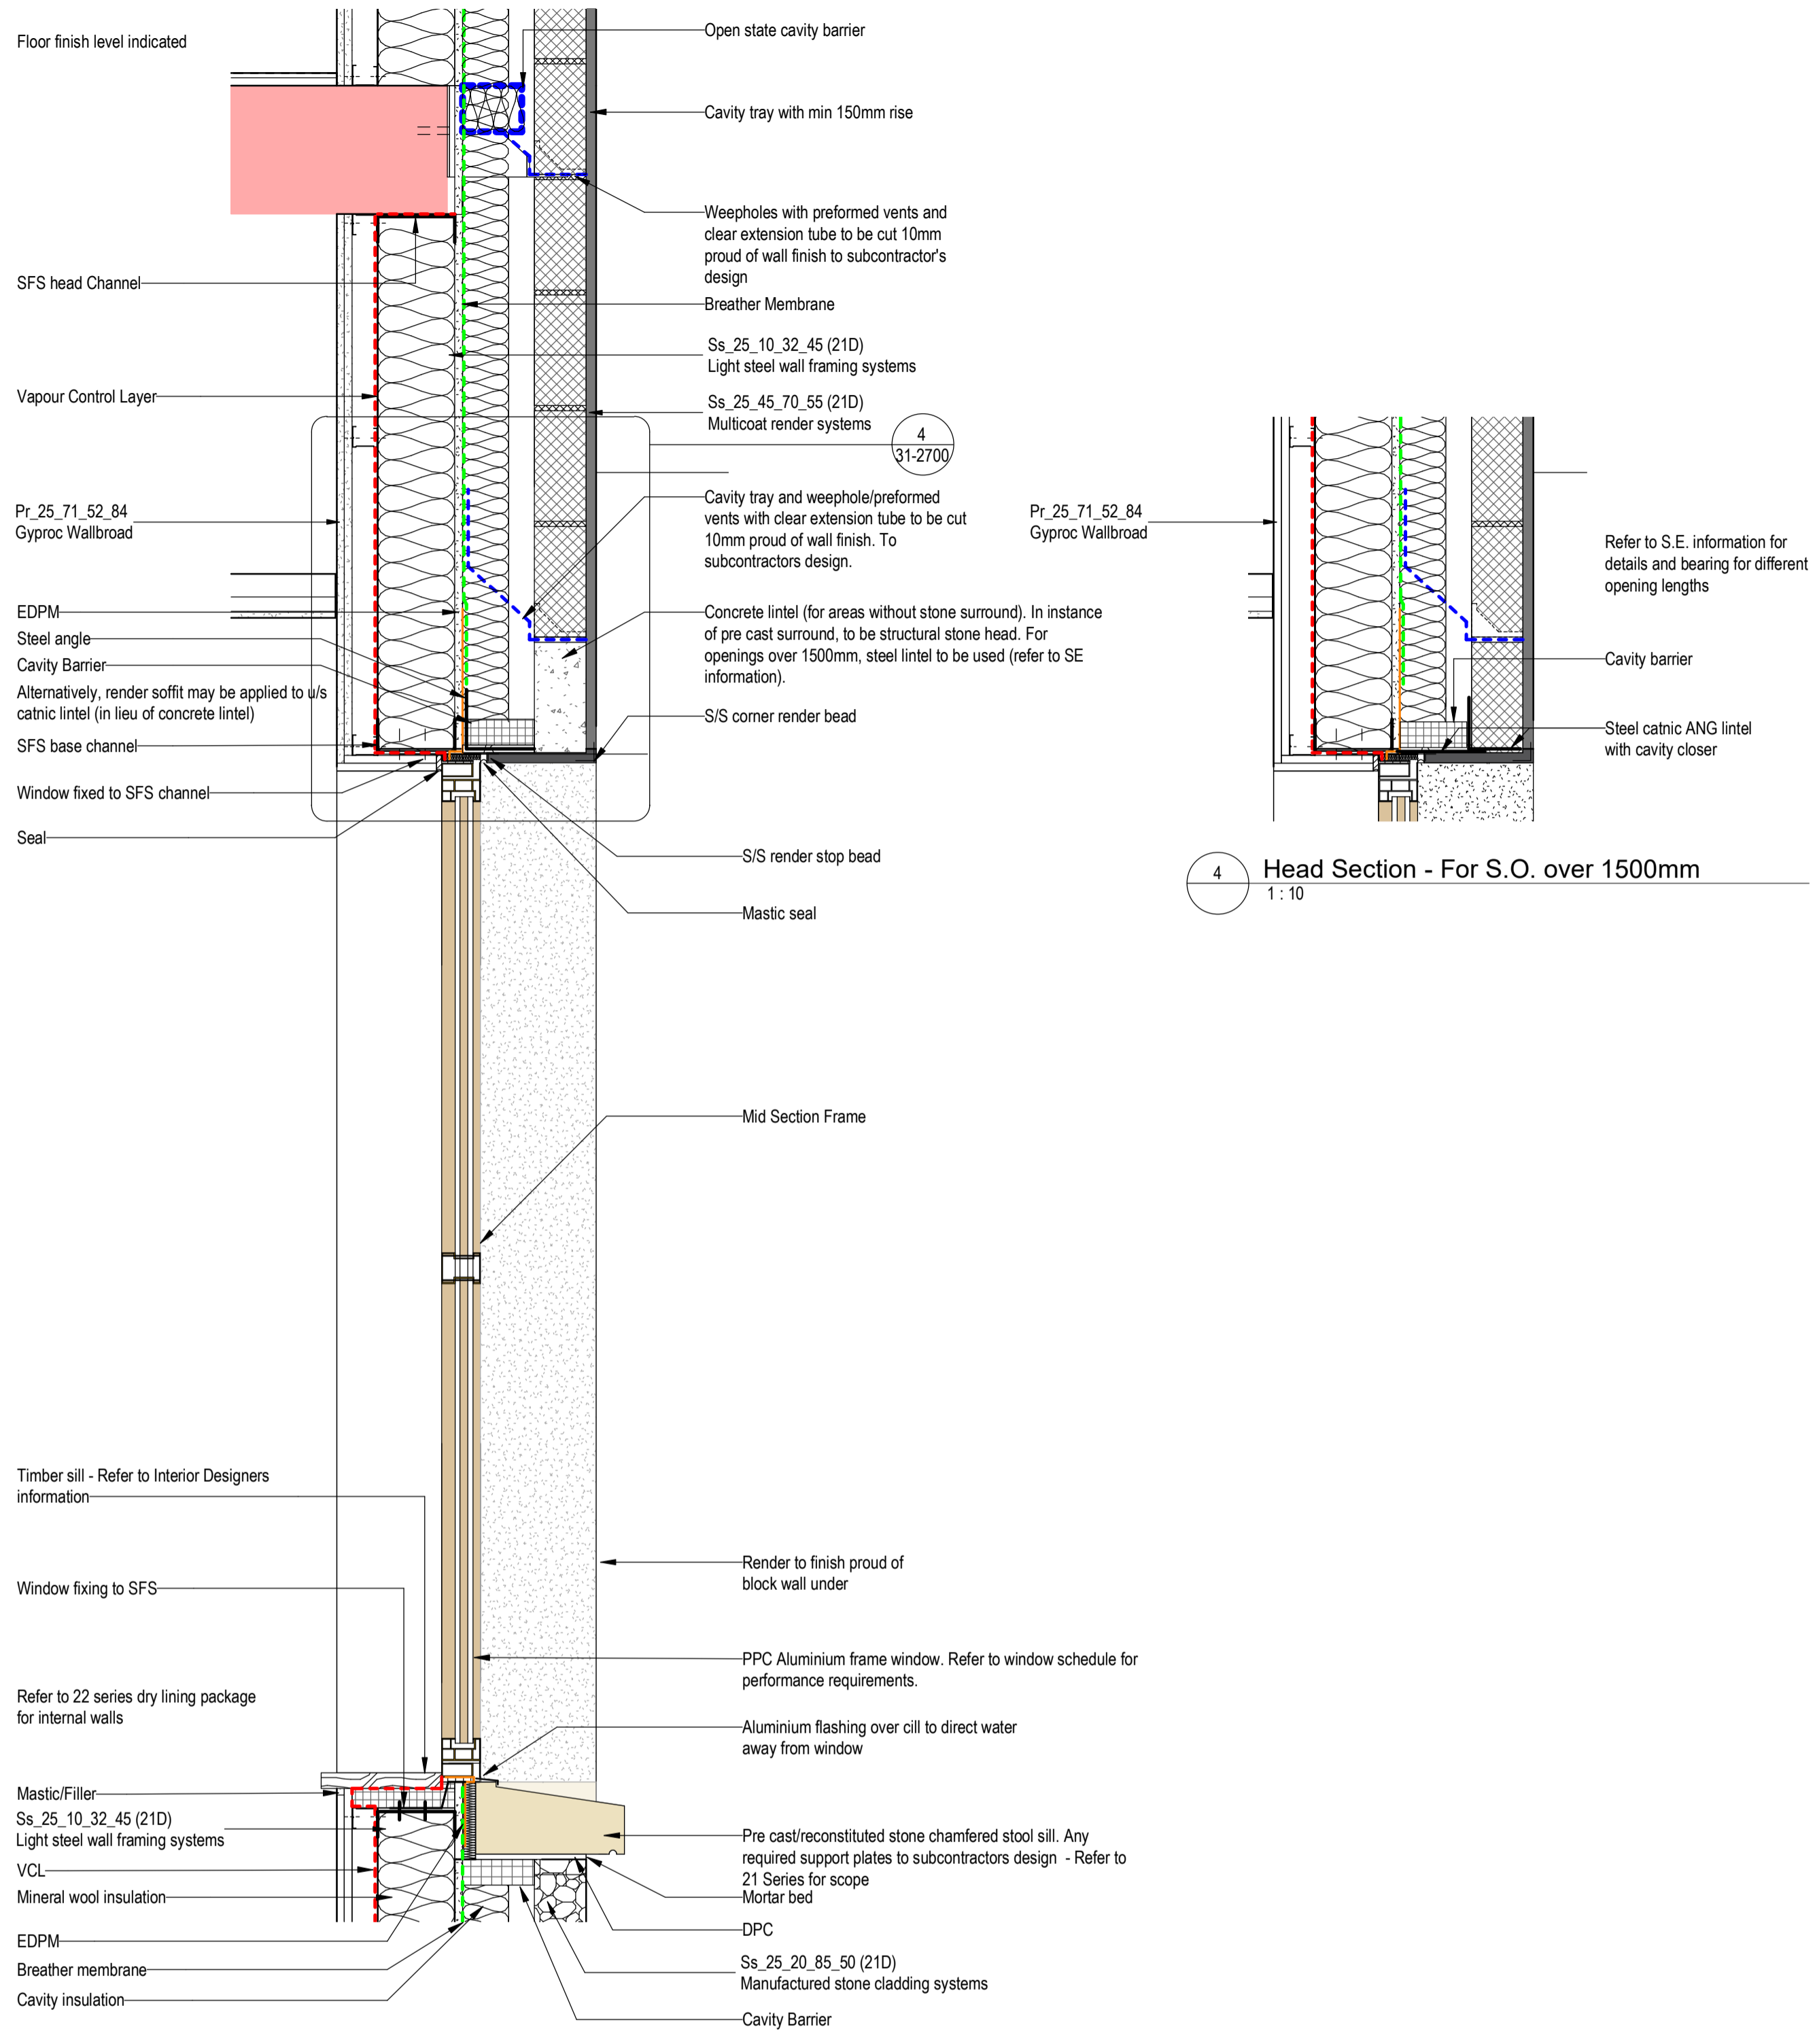 Floor finish level indicated
SFS head Channel
Vapour Control Layer
Pr_25_71_52_84
Gyproc Wallbroad
EDPM
Steel angle
Cavity Barrier
Alternatively, render soffit may be applied to u/s
catnic lintel (in lieu of concrete lintel)
SFS base channel
Window fixed to SFS channel
Seal
Open state cavity barrier
Cavity tray with min 150mm rise
Weepholes with preformed vents and
clear extension tube to be cut 10mm
proud of wall finish to subcontractor's
design
Breather Membrane
Ss_25_10_32_45 (21D)
Light steel wall framing systems
Ss_25_45_70_55 (21D)
Multicoat render systems
4
31-2700
Cavity tray and weephole/preformed
vents with clear extension tube to be cut
10mm proud of wall finish. To
subcontractors design.
Concrete lintel (for areas without stone surround). In instance
of pre cast surround, to be structural stone head. For
openings over 1500mm, steel lintel to be used (refer to SE
information).
S/S corner render bead
S/S render stop bead
Mastic seal
Pr_25_71_52_84
Gyproc Wallbroad
Refer to S.E. information for
details and bearing for different
opening lengths
Cavity barrier
Steel catnic ANG lintel
with cavity closer
4
Head Section - For S.O. over 1500mm
1 : 10
Mid Section Frame
Timber sill - Refer to Interior Designers
information
Window fixing to SFS
Refer to 22 series dry lining package
for internal walls
Mastic/Filler
Ss_25_10_32_45 (21D)
Light steel wall framing systems
VCL
Mineral wool insulation
EDPM
Breather membrane
Cavity insulation
Render to finish proud of
block wall under
PPC Aluminium frame window. Refer to window schedule for
performance requirements.
Aluminium flashing over cill to direct water
away from window
Pre cast/reconstituted stone chamfered stool sill. Any
required support plates to subcontractors design - Refer to
21 Series for scope
Mortar bed
DPC
Ss_25_20_85_50 (21D)
Manufactured stone cladding systems
Cavity Barrier